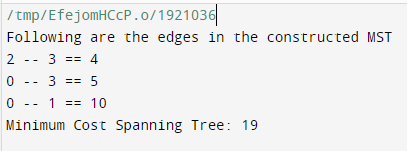 /tmp/EfejomHCcP.o/1921036
Following are the edges in the constructed MST
2 -- 3 == 4
0 -- 3 == 5
0 -- 1 == 10
Minimum Cost Spanning Tree: 19